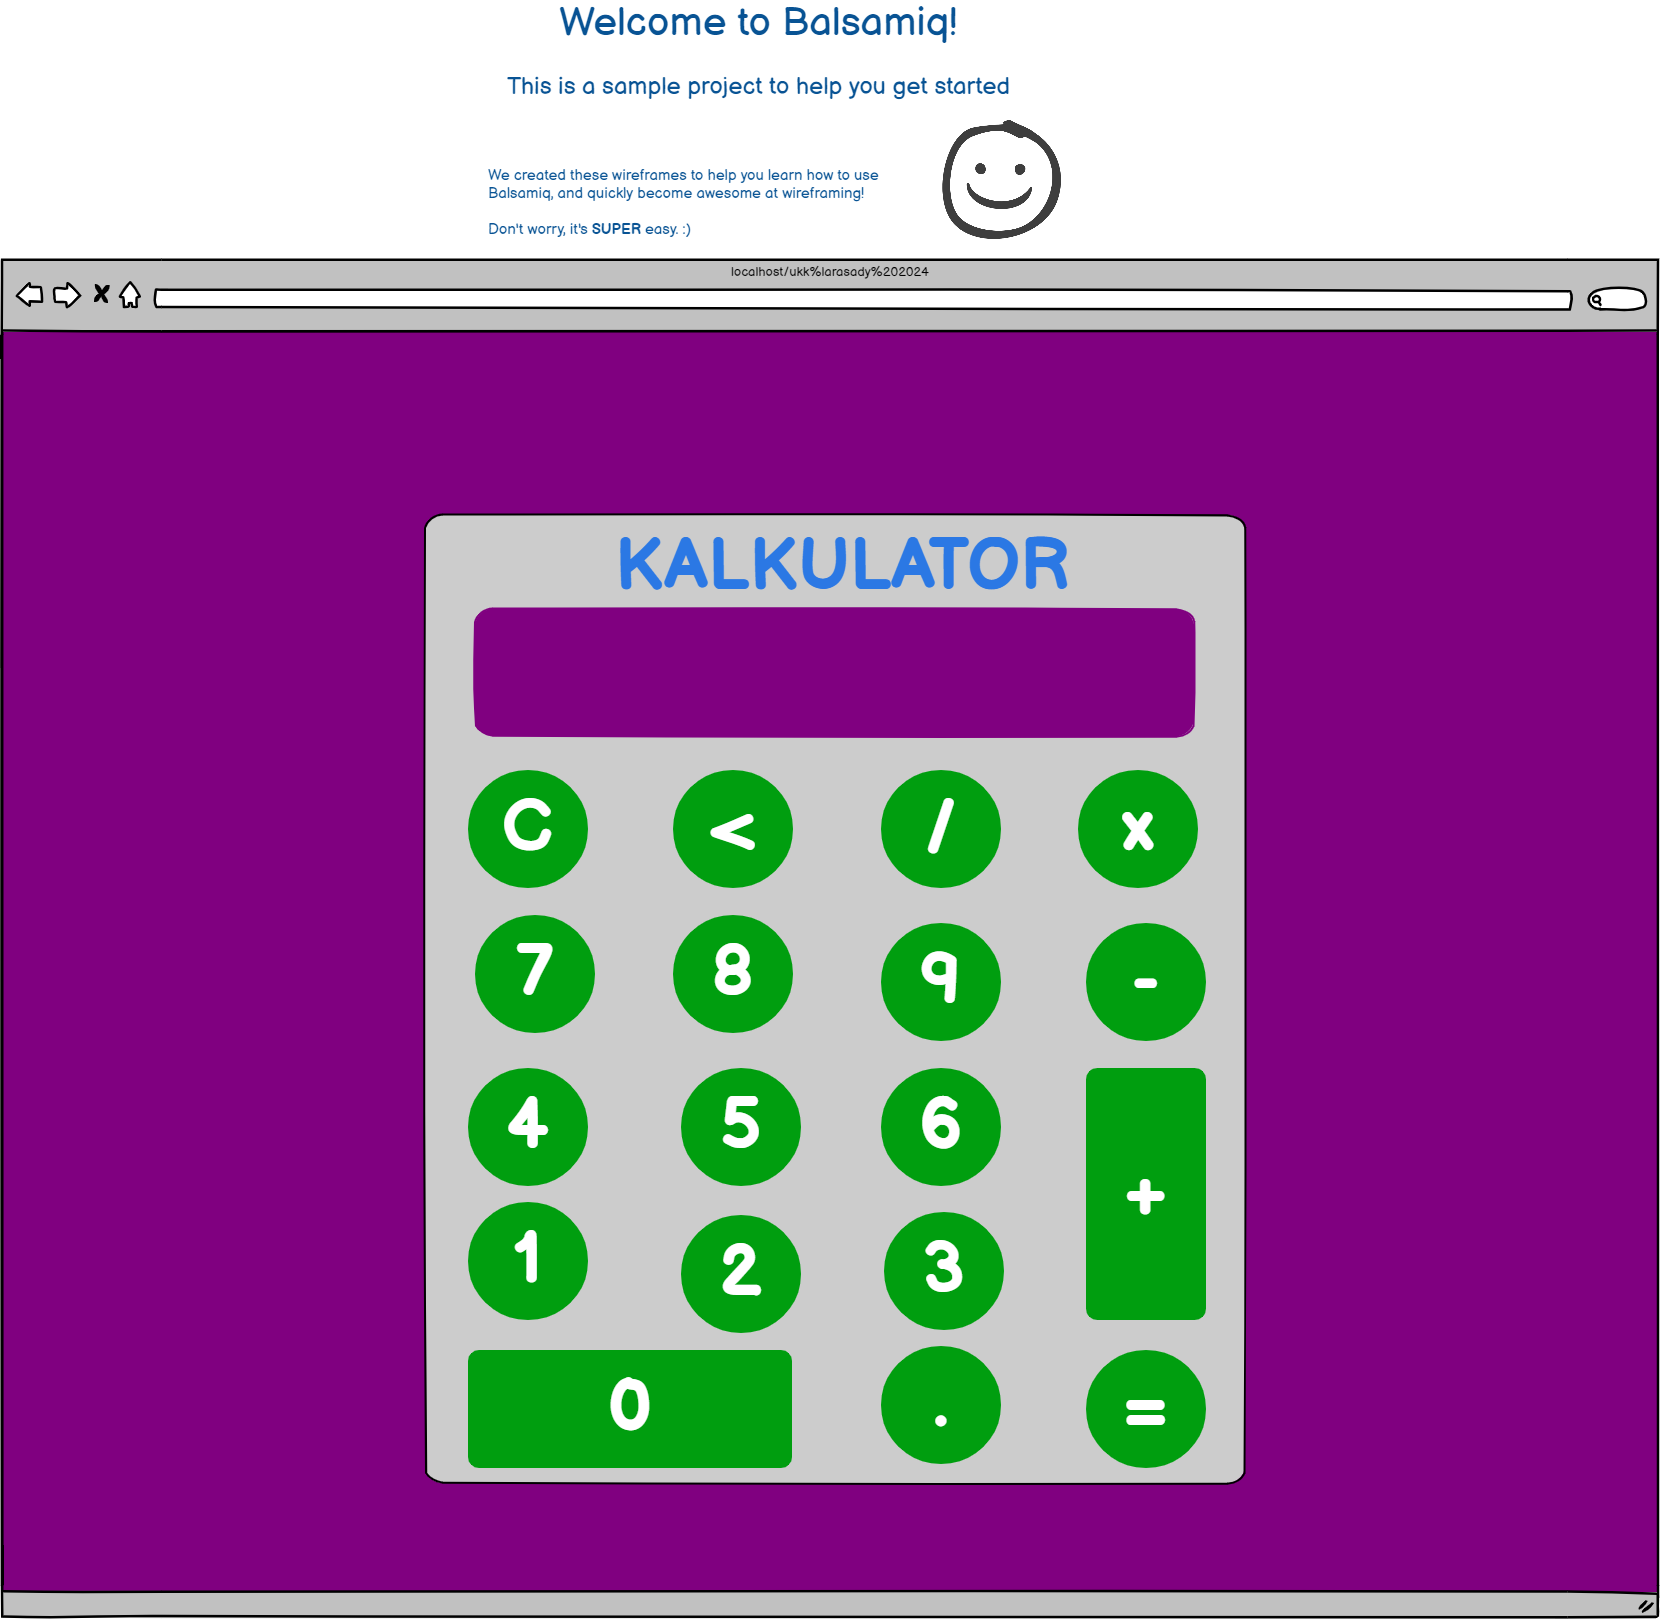 Welcome to Balsamiq!
This is a sample project to help you get started
We created these wireframes to help you learn how to use
Balsamiq, and quickly become awesome at wireframing!
Don't worry, it's SUPER easy. :)
localhost/ukk%larasady%202024
KALKULATOR
C < / x
7 8 9 -
4 5 6
+
1 2 3
0 . =